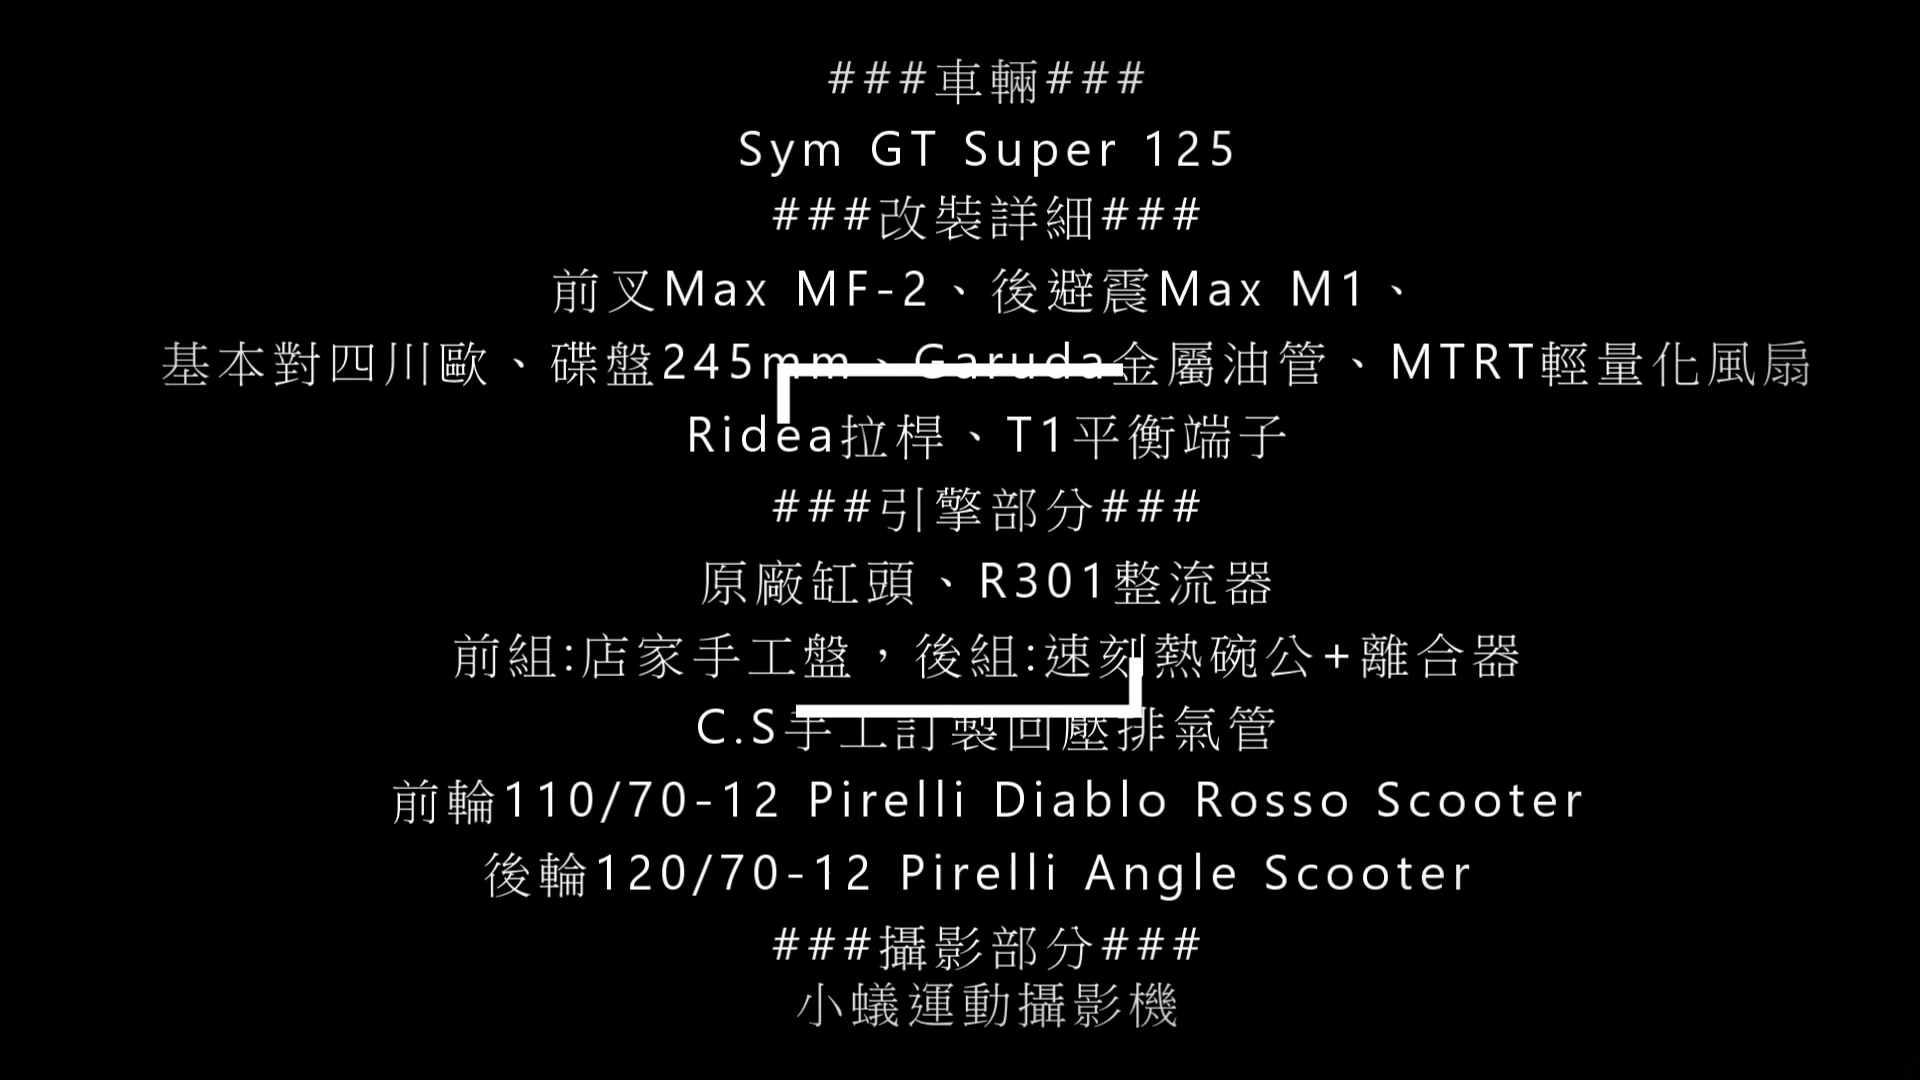 ###車輛###
Sym GT Super 125
###改裝詳細###
前叉Max MF-2、後避震Max M1、
基本對四川歐、碟盤245mm、Garuda金屬油管、MTRT輕量化風扇
Ridea拉桿、T1平衡端子
###引擎部分###
原廠缸頭、R301整流器
前組:店家手工盤，後組:速刻熱碗公+離合器
C.S手工訂製回壓排氣管
前輪110/70-12 Pirelli Diablo Rosso Scooter
後輪120/70-12 Pirelli Angle Scooter
###攝影部分###
小蟻運動攝影機